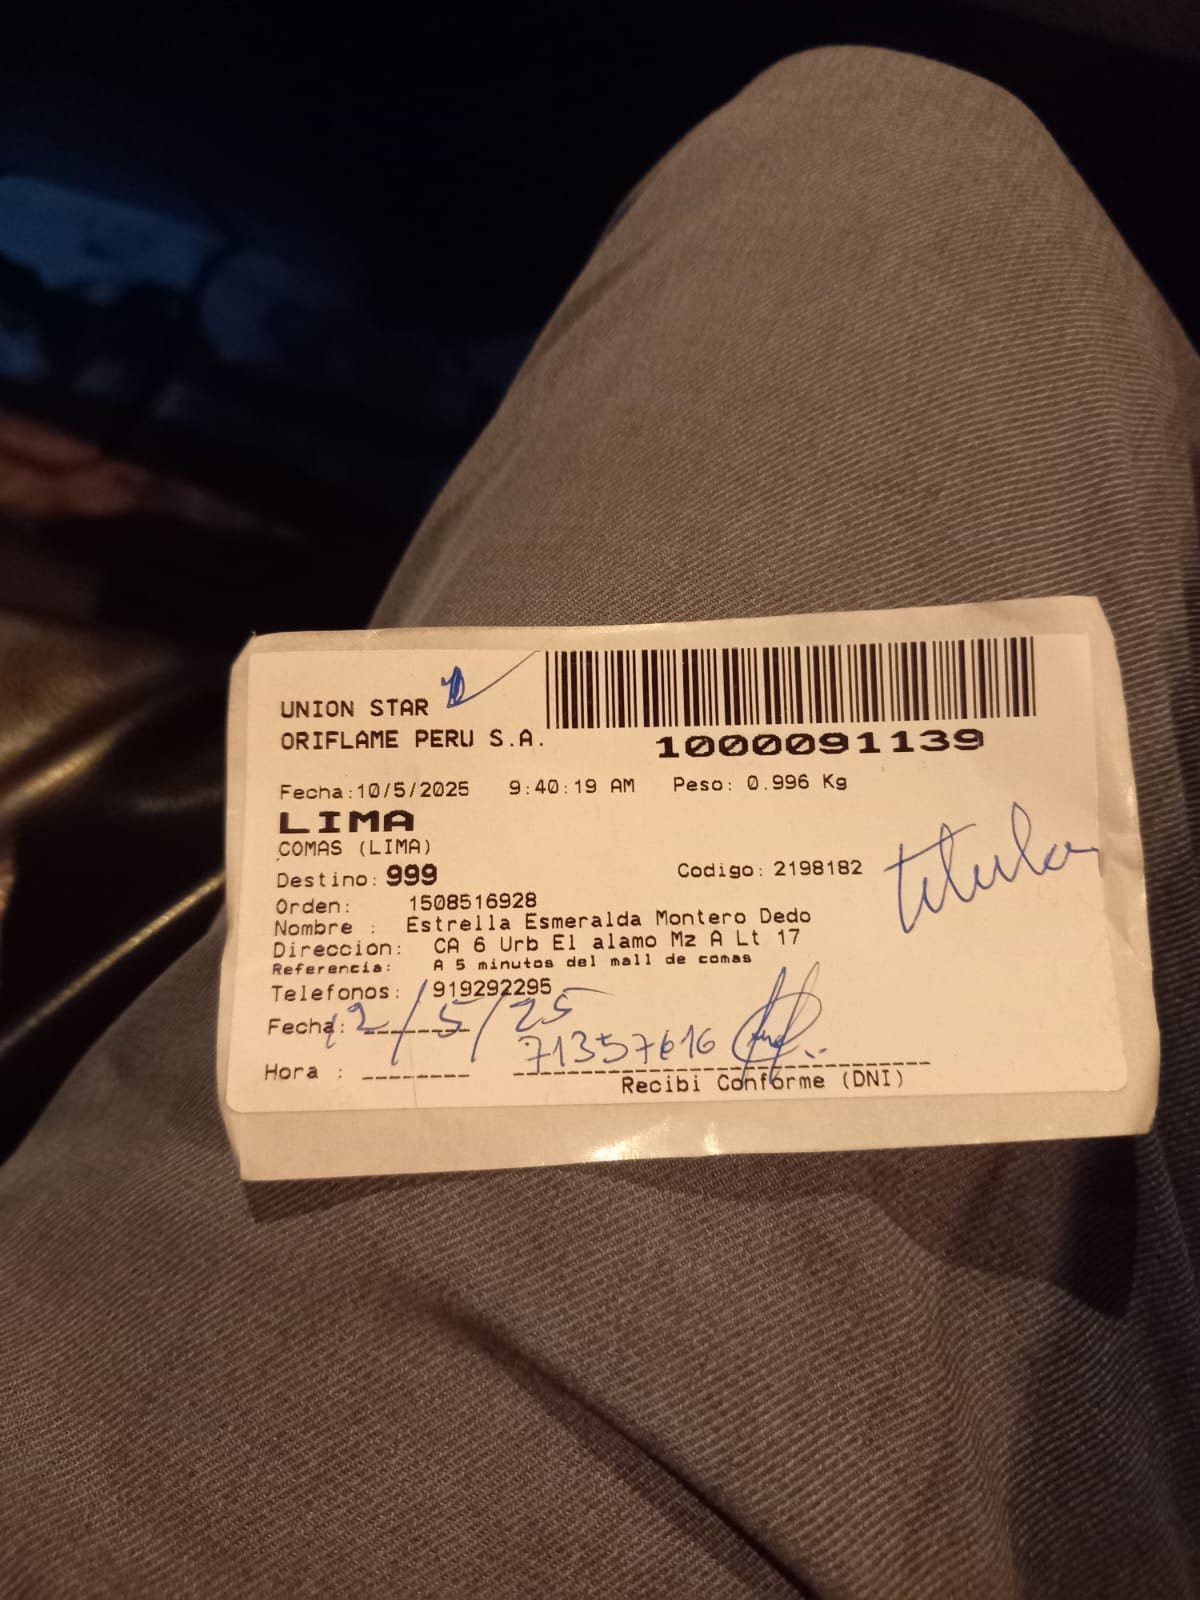 UNION STAR
ORIFLAME PERU S.A.
1000091139
Fecha:10/5/2025 9:40:19 AM Peso: 0.996 Kg
LIMA
COMAS (LIMA)
Destino: 999 Codigo: 2198182
titular
Orden: 1508516928
Nombre : Estrella Esmeralda Montero Dedo
Direccion: CA 6 Urb El alamo Mz A Lt 17
Referencia: A 5 minutos del mall de comas
Telefonos: 919292295
Fecha: 12/5/25
71357616
Hora :
Recibi Conforme (DNI)